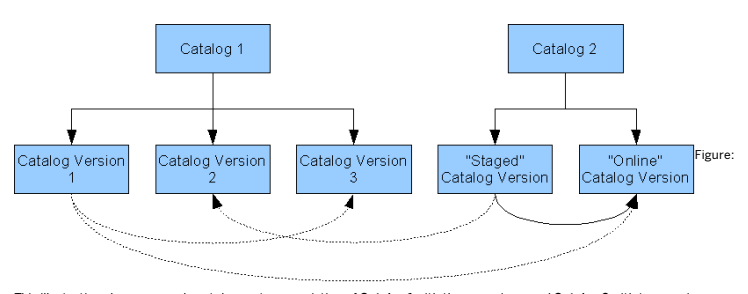 Catalog 1
Catalog 2
Catalog Version
1
Catalog Version
2
Catalog Version
3
"Staged"
Catalog Version
"Online"
Catalog Version
Figure: